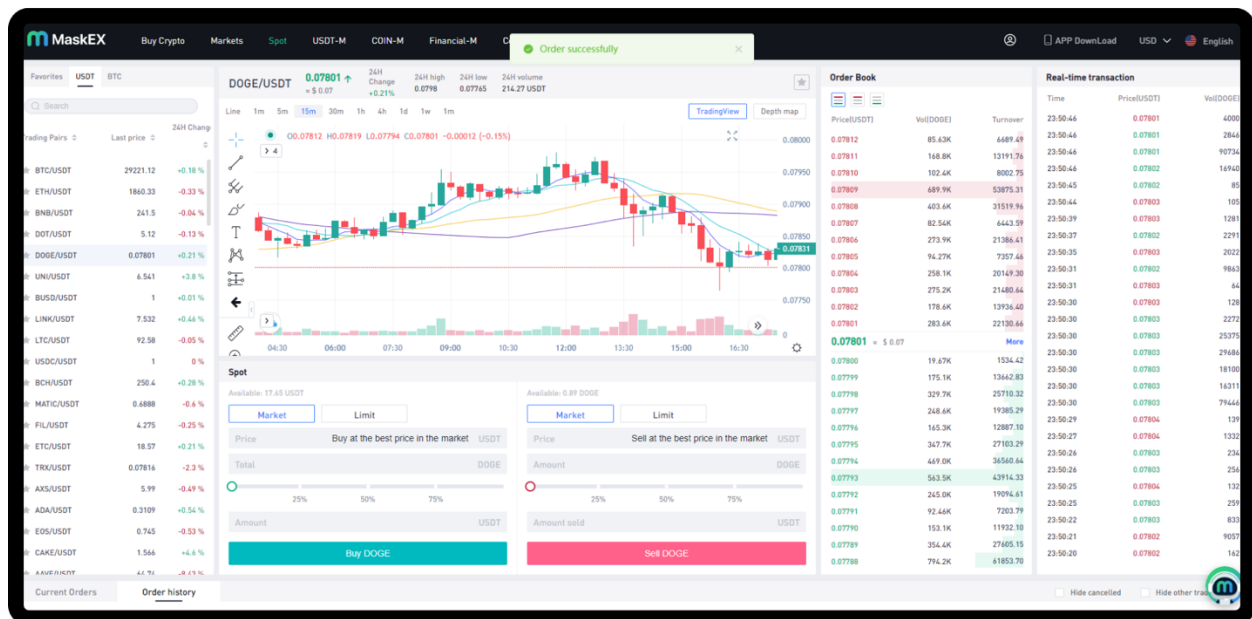 MaskEX Buy Crypto Markets Spot USDT-M COIN-M Financial-M APP DownLoad USD English
Order successfully
Favorites USDT BTC
Search
Trading Pairs Last price 24H Chang
BTC/USDT 29221.12 +0.18 %
ETH/USDT 1860.33 -0.33 %
BNB/USDT 241.5 -0.04 %
DOT/USDT 5.12 -0.13 %
DOGE/USDT 0.07801 +0.21 %
UNI/USDT 6.541 +3.8 %
BUSD/USDT 1 +0.01 %
LINK/USDT 7.532 +0.46 %
LTC/USDT 92.58 -0.05 %
USDC/USDT 1 0 %
BCH/USDT 250.4 +0.28 %
MATIC/USDT 0.6888 -0.6 %
FIL/USDT 4.275 -0.25 %
ETC/USDT 18.57 +0.21 %
TRX/USDT 0.07816 -2.3 %
AXS/USDT 5.99 -0.49 %
ADA/USDT 0.3109 +0.54 %
EOS/USDT 0.745 -0.53 %
CAKE/USDT 1.566 +4.6 %
DOGE/USDT 0.07801 ↑
≈ $ 0.07
24H
Change
+0.21%
24H high
0.0798
24H low
0.07765
24H volume
214.27 USDT
Line 1m 5m 15m 30m 1h 4h 1d 1w 1m TradingView Depth map
O0.07812 H0.07819 L0.07794 C0.07801 -0.00012 (-0.15%)
4
0.08000
0.07950
0.07900
0.07850
0.07831
0.07800
0.07750
0
04:30 06:00 07:30 09:00 10:30 12:00 13:30 15:00 16:30
Spot
Available: 17.65 USDT
Market Limit
Price Buy at the best price in the market USDT
Total DOGE
25% 50% 75%
Amount USDT
Buy DOGE
Available: 0.89 DOGE
Market Limit
Price Sell at the best price in the market USDT
Amount DOGE
25% 50% 75%
Amount sold USDT
Sell DOGE
Order Book
Price(USDT) Vol(DOGE) Turnover
0.07812 85.63K 6689.49
0.07811 168.8K 13191.76
0.07810 102.4K 8002.75
0.07809 689.9K 53875.31
0.07808 403.6K 31519.96
0.07807 82.54K 6443.59
0.07806 273.9K 21386.41
0.07805 94.27K 7357.46
0.07804 258.1K 20149.30
0.07803 275.2K 21480.64
0.07802 178.6K 13936.40
0.07801 283.6K 22130.66
0.07801 ≈ $ 0.07 More
0.07800 19.67K 1534.42
0.07799 175.1K 13662.83
0.07798 329.7K 25710.32
0.07797 248.6K 19385.29
0.07796 165.3K 12887.10
0.07795 347.7K 27103.29
0.07794 469.0K 36560.64
0.07793 563.5K 43914.33
0.07792 245.0K 19094.61
0.07791 92.46K 7203.79
0.07790 153.1K 11932.10
0.07789 354.4K 27605.15
0.07788 794.2K 61853.70
Real-time transaction
Time Price(USDT) Vol(DOGE)
23:50:46 0.07801 4000
23:50:46 0.07801 2846
23:50:46 0.07801 90734
23:50:46 0.07802 16940
23:50:45 0.07802 85
23:50:44 0.07803 105
23:50:39 0.07803 1281
23:50:37 0.07802 2291
23:50:35 0.07803 2022
23:50:31 0.07802 9863
23:50:31 0.07803 64
23:50:30 0.07803 128
23:50:30 0.07803 2272
23:50:30 0.07803 25375
23:50:30 0.07803 29686
23:50:30 0.07803 18100
23:50:30 0.07803 16311
23:50:30 0.07803 79446
23:50:29 0.07804 139
23:50:27 0.07804 1332
23:50:26 0.07803 234
23:50:26 0.07803 256
23:50:25 0.07804 132
23:50:25 0.07803 259
23:50:22 0.07803 833
23:50:21 0.07802 9057
23:50:20 0.07802 162
Current Orders Order history Hide cancelled Hide other